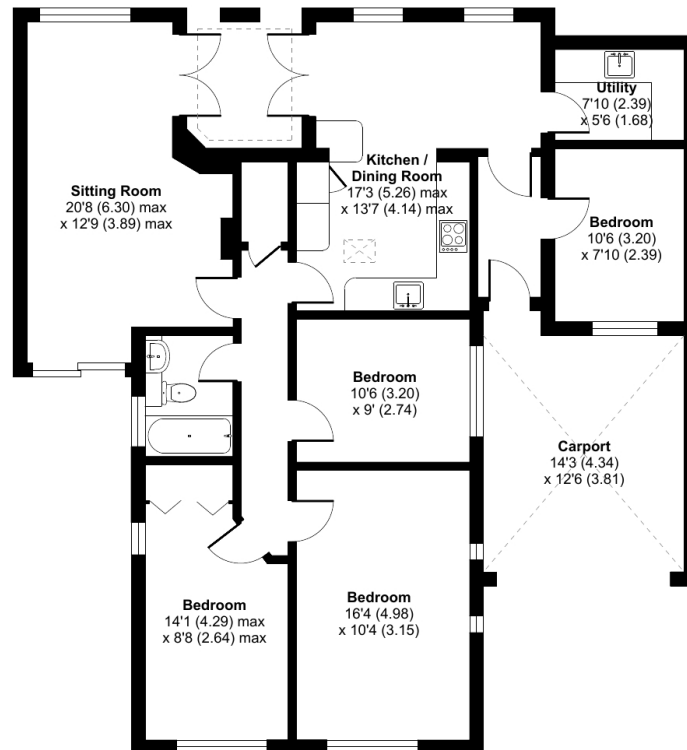 Utility
7'10 (2.39)
x 5'6 (1.68)
Kitchen /
Dining Room
17'3 (5.26) max
x 13'7 (4.14) max
Sitting Room
20'8 (6.30) max
x 12'9 (3.89) max
Bedroom
10'6 (3.20)
x 7'10 (2.39)
Bedroom
10'6 (3.20)
x 9' (2.74)
Carport
14'3 (4.34)
x 12'6 (3.81)
Bedroom
14'1 (4.29) max
x 8'8 (2.64) max
Bedroom
16'4 (4.98)
x 10'4 (3.15)